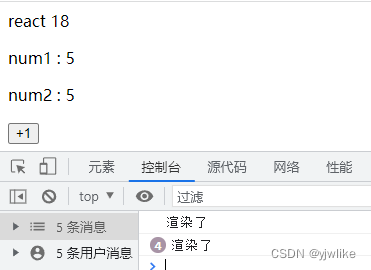 react 18
num1 : 5
num2 : 5
+1
元素 控制台 源代码 网络 性能
top 过滤
5 条消息 渲染了
5 条用户消息 4 渲染了
CSDN @yjwlike